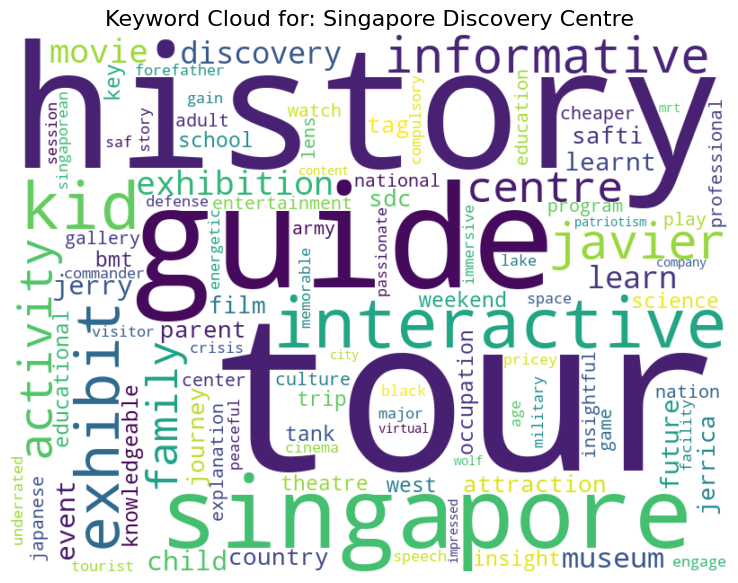 Keyword Cloud for: Singapore Discovery Centre
movie
discovery
informative
key
forefather
history
gain
watch
compulsory
education
cheaper
mrt
session
singaporean
saf
story
adult
school
lens
tag
safti
learnt
professional
content
kid
exhibition
national
centre
defense
entertainment
sdc
program
play
patriotism
gallery
energetic
army
passionate
immersive
javier
guide
bmt
commander
lake
company
activity
jerry
film
memorable
weekend
space
learn
science
visitor
parent
interactive
educational
exhibit
crisis
city
pricey
family
center
culture
tour
occupation
insightful
nation
trip
black
age
military
knowledgeable
journey
peaceful
tank
major
virtual
game
future
facility
explanation
cinema
wolf
jerrica
underrated
japanese
event
theatre
west
attraction
singapore
child
country
speech
impressed
insight
museum
tourist
engage